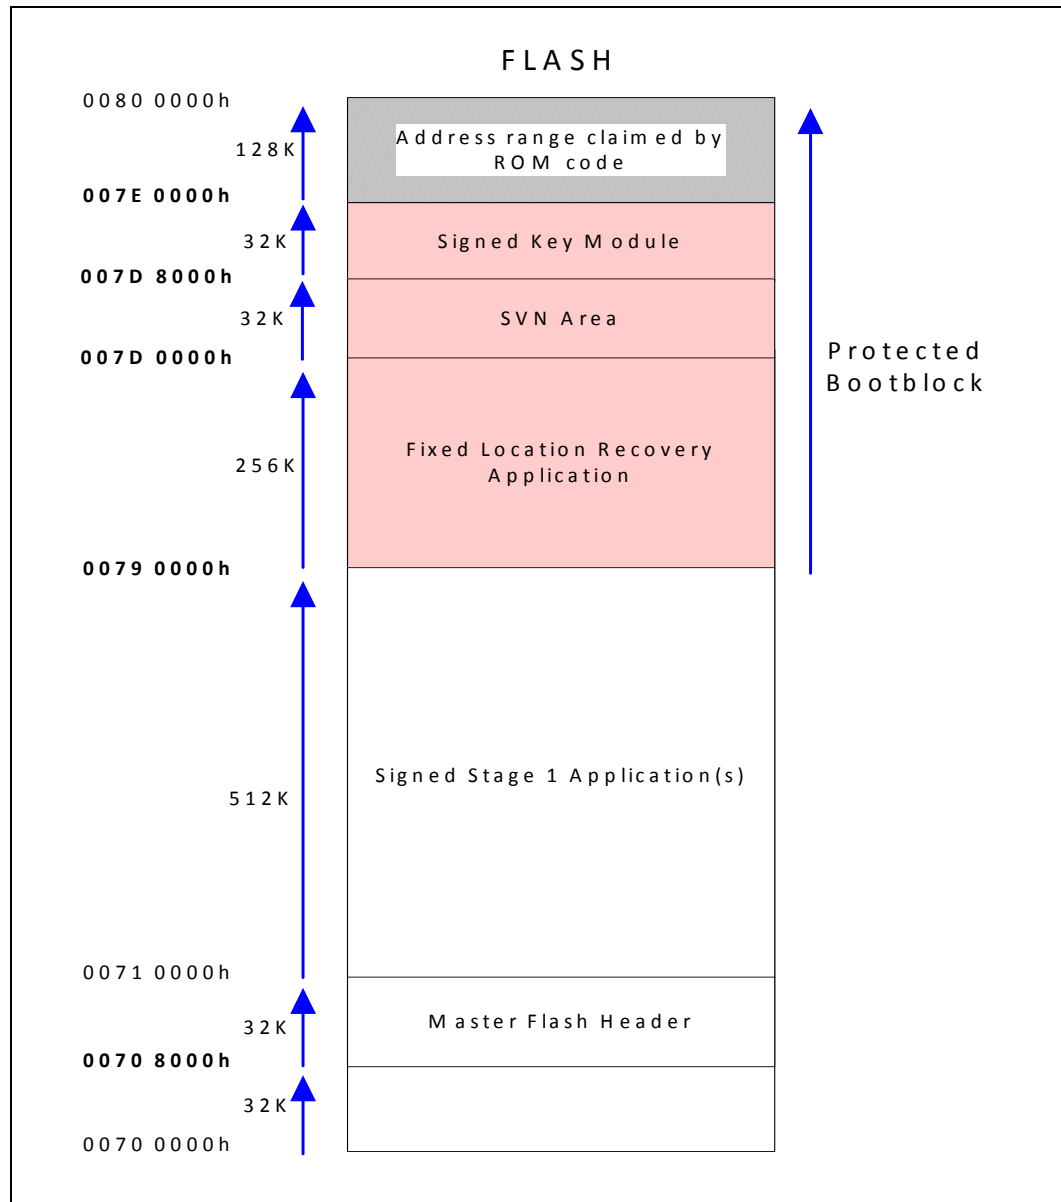 FLASH
0080 0000h
128K
Address range claimed by
ROM code
007E 0000h
32K
Signed Key Module
007D 8000h
32K
SVN Area
007D 0000h
Protected
Bootblock
256K
Fixed Location Recovery
Application
0079 0000h
512K
Signed Stage 1 Application(s)
0071 0000h
32K
Master Flash Header
0070 8000h
32K
0070 0000h